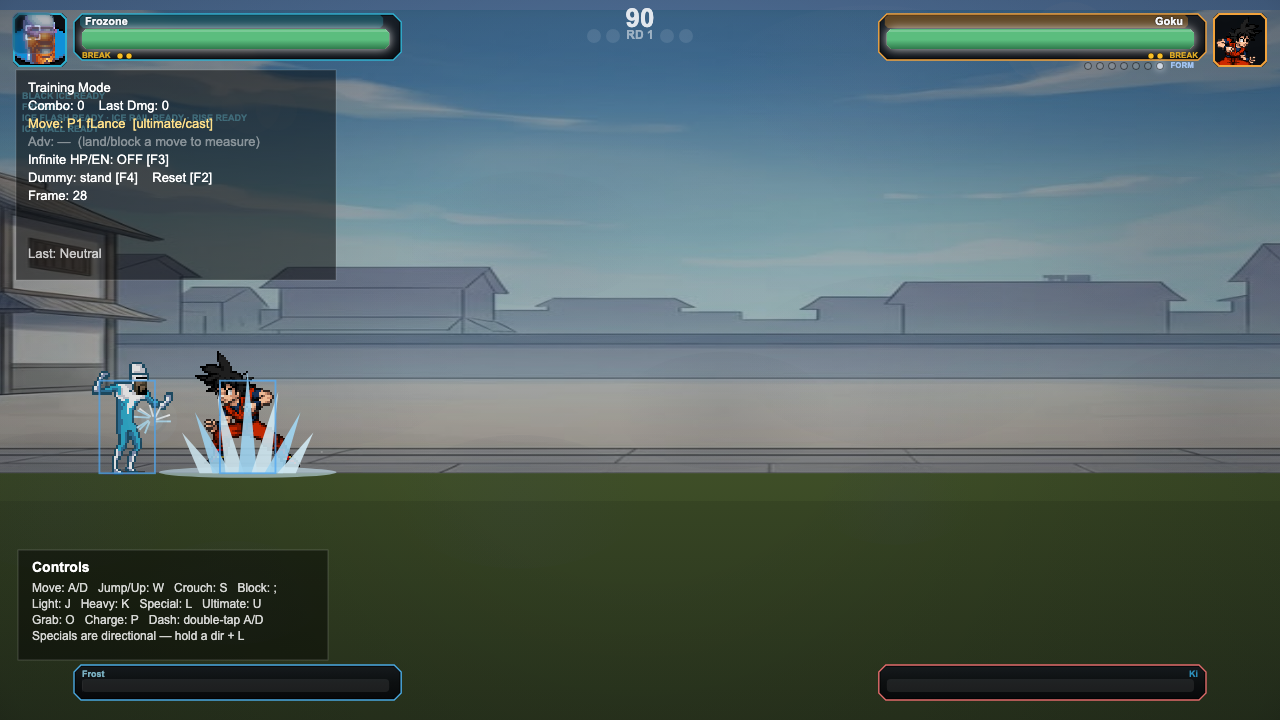 Frozone
90
RD 1
Goku
BREAK
BREAK
FORM
Training Mode
BLACK ICE READY
Combo: 0 Last Dmg: 0
Move: P1 fLance [ultimate/cast]
Adv: — (land/block a move to measure)
Infinite HP/EN: OFF [F3]
Dummy: stand [F4] Reset [F2]
Frame: 28
Last: Neutral
Controls
Move: A/D Jump/Up: W Crouch: S Block: ;
Light: J Heavy: K Special: L Ultimate: U
Grab: O Charge: P Dash: double-tap A/D
Specials are directional — hold a dir + L
Frost
Ki